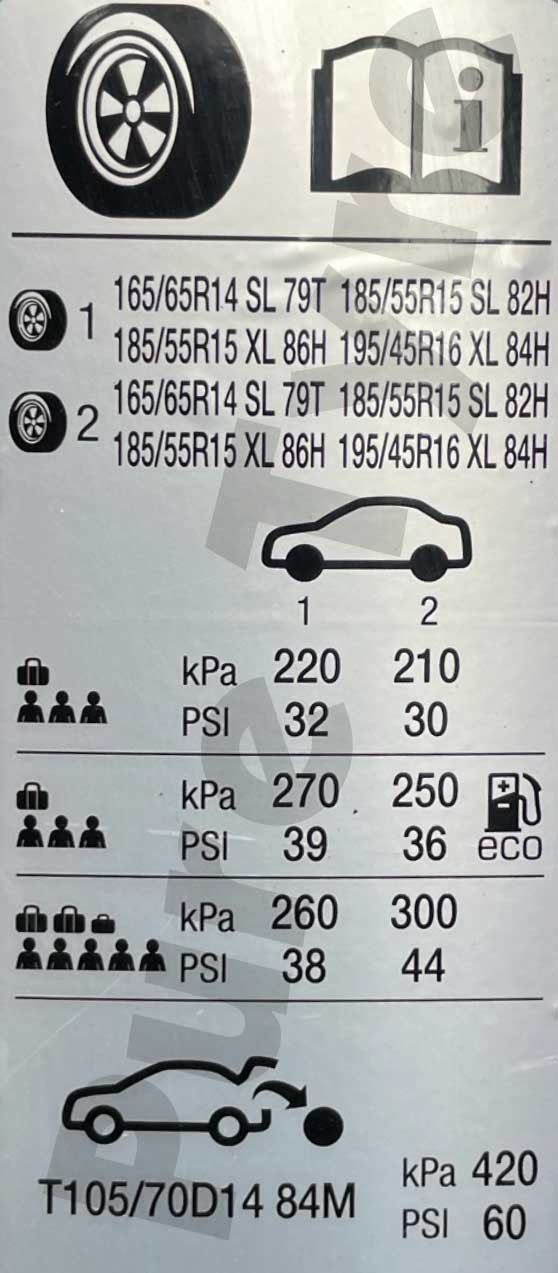 i
1 165/65R14 SL 79T 185/55R15 SL 82H
185/55R15 XL 86H 195/45R16 XL 84H
2 165/65R14 SL 79T 185/55R15 SL 82H
185/55R15 XL 86H 195/45R16 XL 84H
1 2
kPa 220 210
PSI 32 30
kPa 270 250
PSI 39 36 eco
kPa 260 300
PSI 38 44
T105/70D14 84M
kPa 420
PSI 60
Pure Tyre